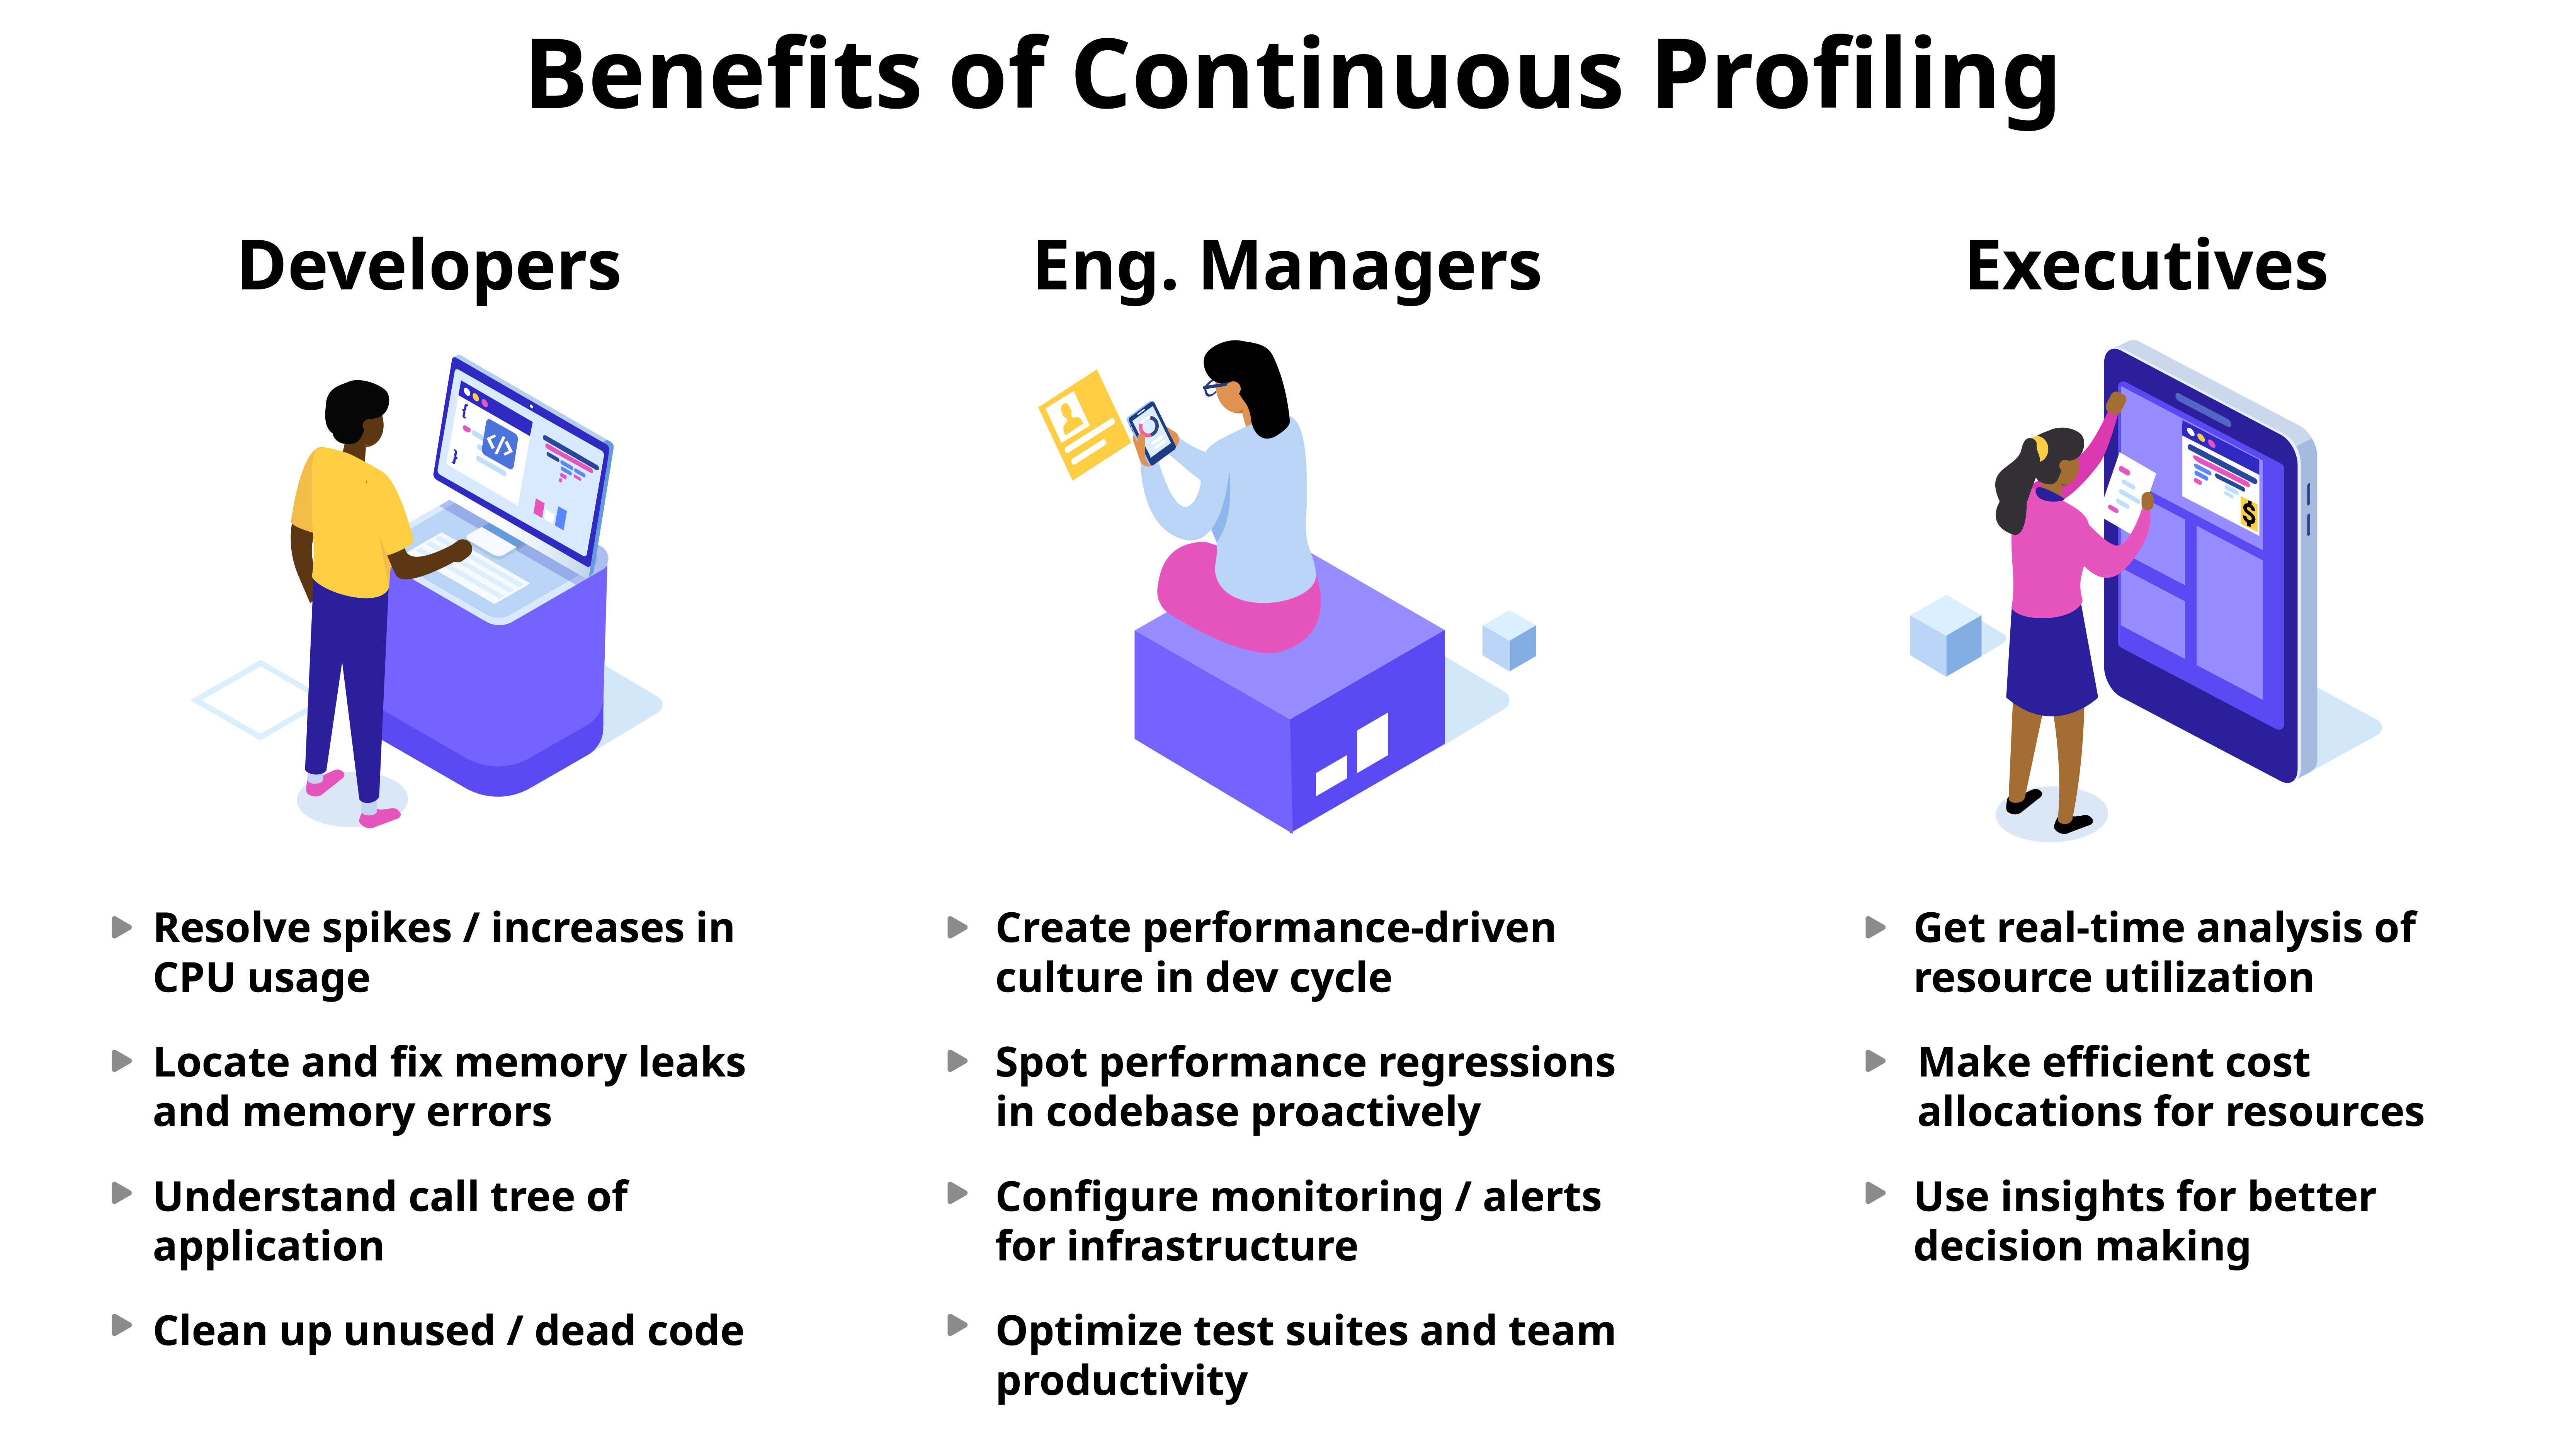 Benefits of Continuous Profiling
Developers
Resolve spikes / increases in
CPU usage
Locate and fix memory leaks
and memory errors
Understand call tree of
application
Clean up unused / dead code
Eng. Managers
Create performance-driven
culture in dev cycle
Spot performance regressions
in codebase proactively
Configure monitoring / alerts
for infrastructure
Optimize test suites and team
productivity
Executives
Get real-time analysis of
resource utilization
Make efficient cost
allocations for resources
Use insights for better
decision making
{
</>
}
$